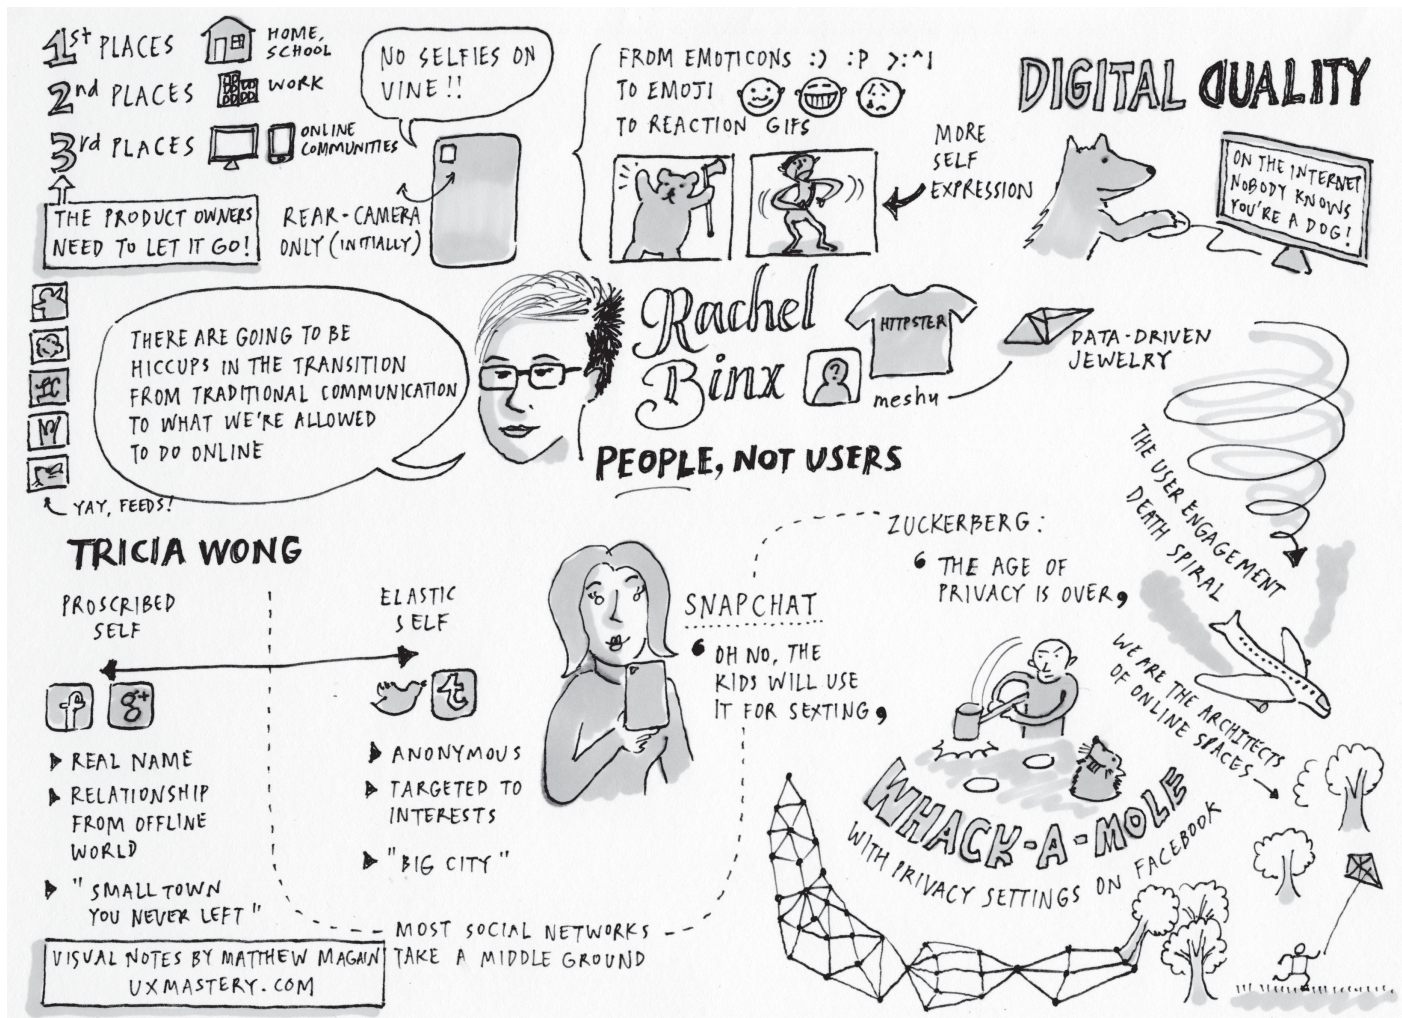 1st PLACES
HOME,
SCHOOL
2nd PLACES
WORK
3rd PLACES
ONLINE
COMMUNITIES
THE PRODUCT OWNERS
NEED TO LET IT GO!
NO SELFIES ON
VINE!!
REAR-CAMERA
ONLY (INITIALLY)
FROM EMOTICONS :) :P >:^|
TO EMOJI
TO REACTION GIFS
MORE
SELF
EXPRESSION
DIGITAL DUALITY
ON THE INTERNET
NOBODY KNOWS
YOU'RE A DOG!
THERE ARE GOING TO BE
HICCUPS IN THE TRANSITION
FROM TRADITIONAL COMMUNICATION
TO WHAT WE'RE ALLOWED
TO DO ONLINE
YAY, FEEDS!
Rachel
Binx
?
HTTPSTER
meshu
DATA-DRIVEN
JEWELRY
PEOPLE, NOT USERS
THE USER ENGAGEMENT
DEATH SPIRAL
TRICIA WONG
PROSCRIBED
SELF
ELASTIC
SELF
f
g+
t
REAL NAME
RELATIONSHIP
FROM OFFLINE
WORLD
"SMALL TOWN
YOU NEVER LEFT"
ANONYMOUS
TARGETED TO
INTERESTS
"BIG CITY"
MOST SOCIAL NETWORKS
TAKE A MIDDLE GROUND
SNAPCHAT
'OH NO, THE
KIDS WILL USE
IT FOR SEXTING'
ZUCKERBERG:
'THE AGE OF
PRIVACY IS OVER'
WE ARE THE ARCHITECTS
OF ONLINE SPACES
WHACK-A-MOLE
WITH PRIVACY SETTINGS ON FACEBOOK
VISUAL NOTES BY MATTHEW MAGAIN
UXMASTERY.COM